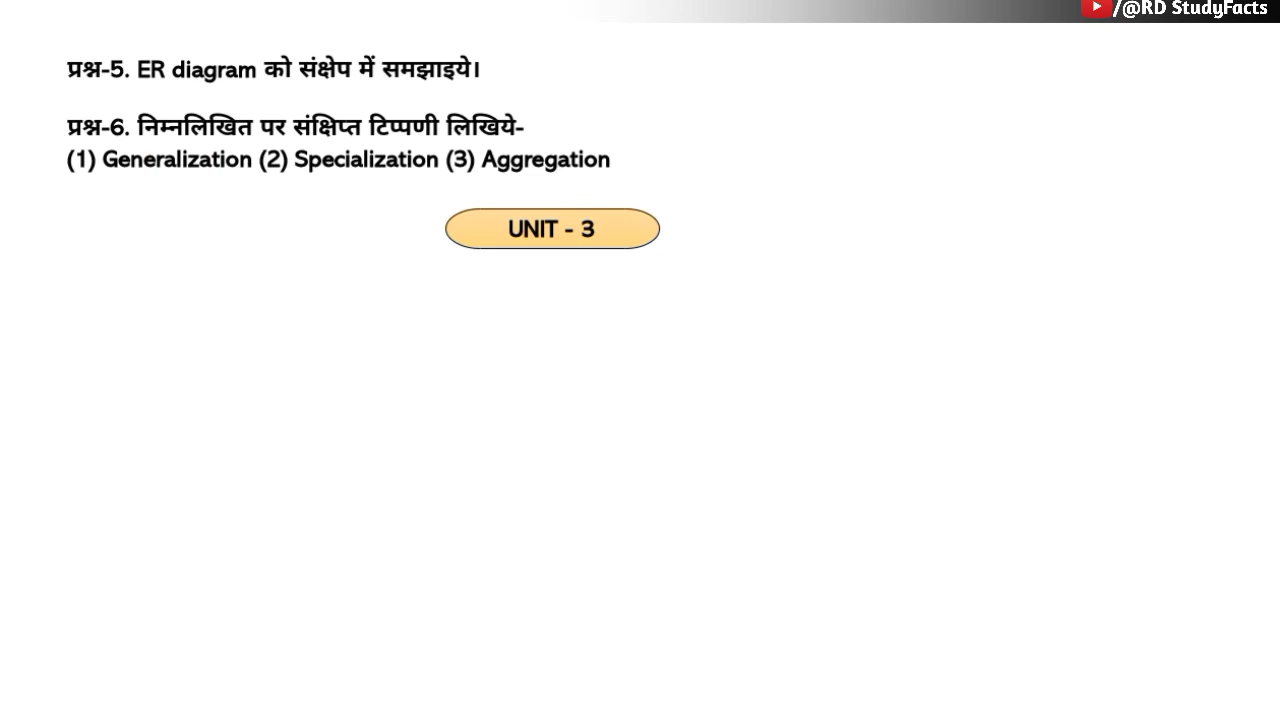 /@RD StudyFacts
प्रश्न-5. ER diagram को संक्षेप में समझाइये।
प्रश्न-6. निम्नलिखित पर संक्षिप्त टिप्पणी लिखिये-
(1) Generalization (2) Specialization (3) Aggregation
UNIT - 3